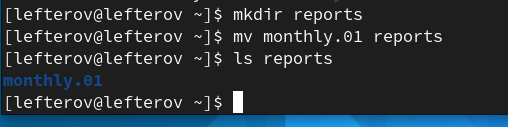 [lefterov@lefterov ~]$ mkdir reports
[lefterov@lefterov ~]$ mv monthly.01 reports
[lefterov@lefterov ~]$ ls reports
monthly.01
[lefterov@lefterov ~]$